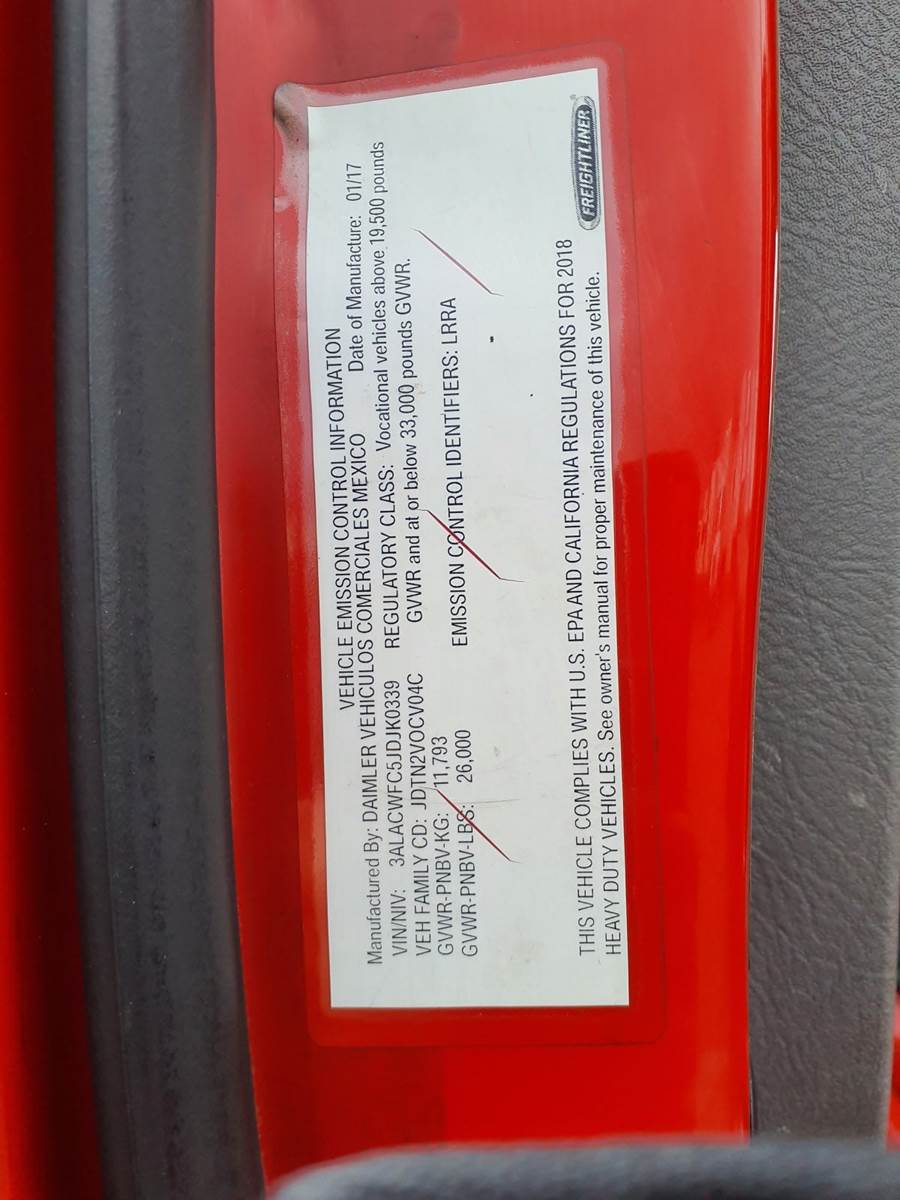 VEHICLE EMISSION CONTROL INFORMATION
Manufactured By: DAIMLER VEHICULOS COMERCIALES MEXICO Date of Manufacture: 01/17
VIN/NIV: 3ALACWFC5JDJK0339 REGULATORY CLASS: Vocational vehicles above 19,500 pounds
VEH FAMILY CD: JDTN2VOCV04C GVWR and at or below 33,000 pounds GVWR.
GVWR-PNBV-KG: 11,793
GVWR-PNBV-LBS: 26,000 EMISSION CONTROL IDENTIFIERS: LRRA
THIS VEHICLE COMPLIES WITH U.S. EPA AND CALIFORNIA REGULATIONS FOR 2018
HEAVY DUTY VEHICLES. See owner's manual for proper maintenance of this vehicle.
FREIGHTLINER®